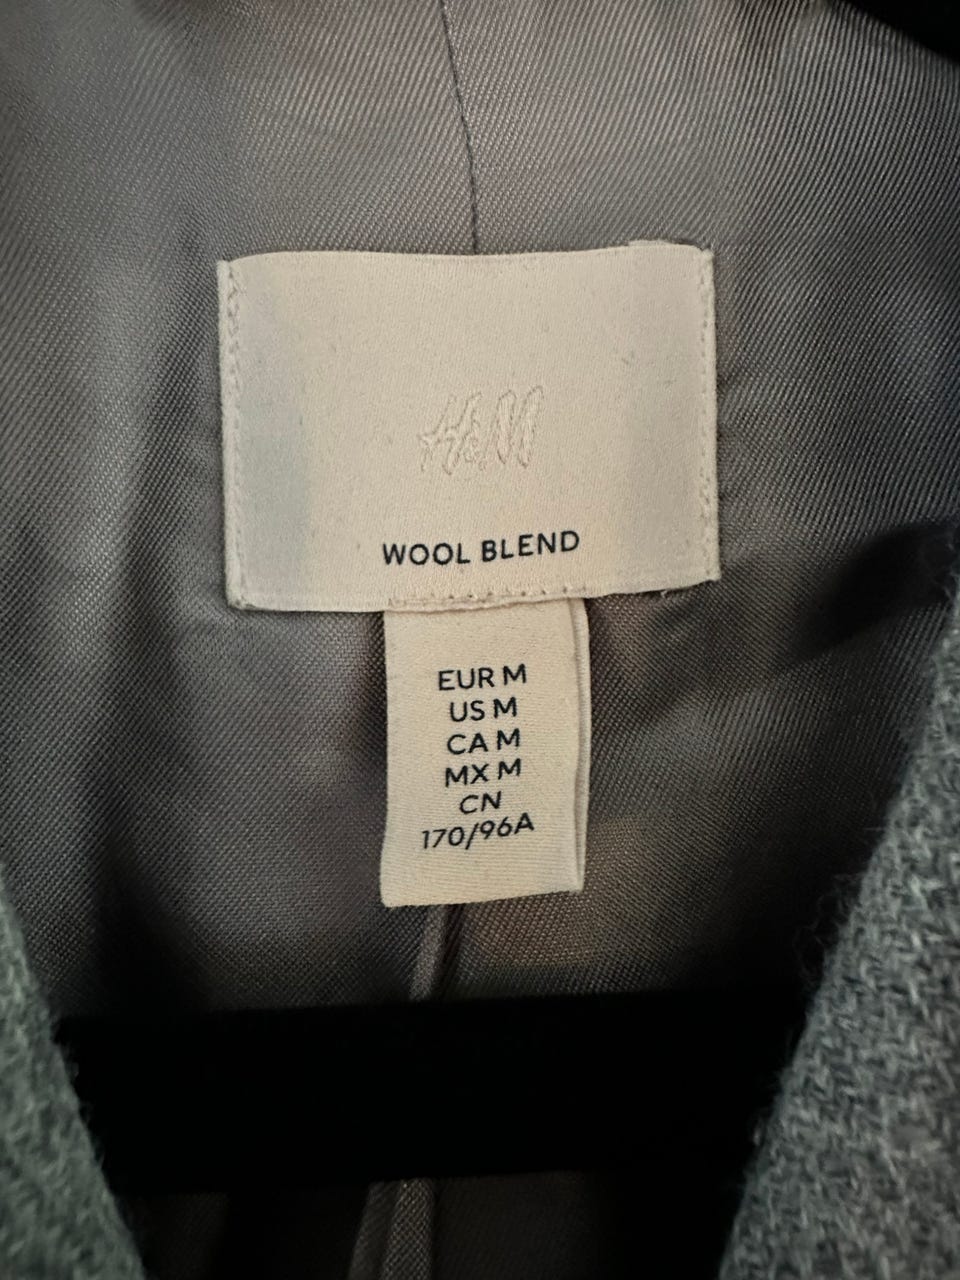 H&M
WOOL BLEND
EUR M
US M
CA M
MX M
CN
170/96A